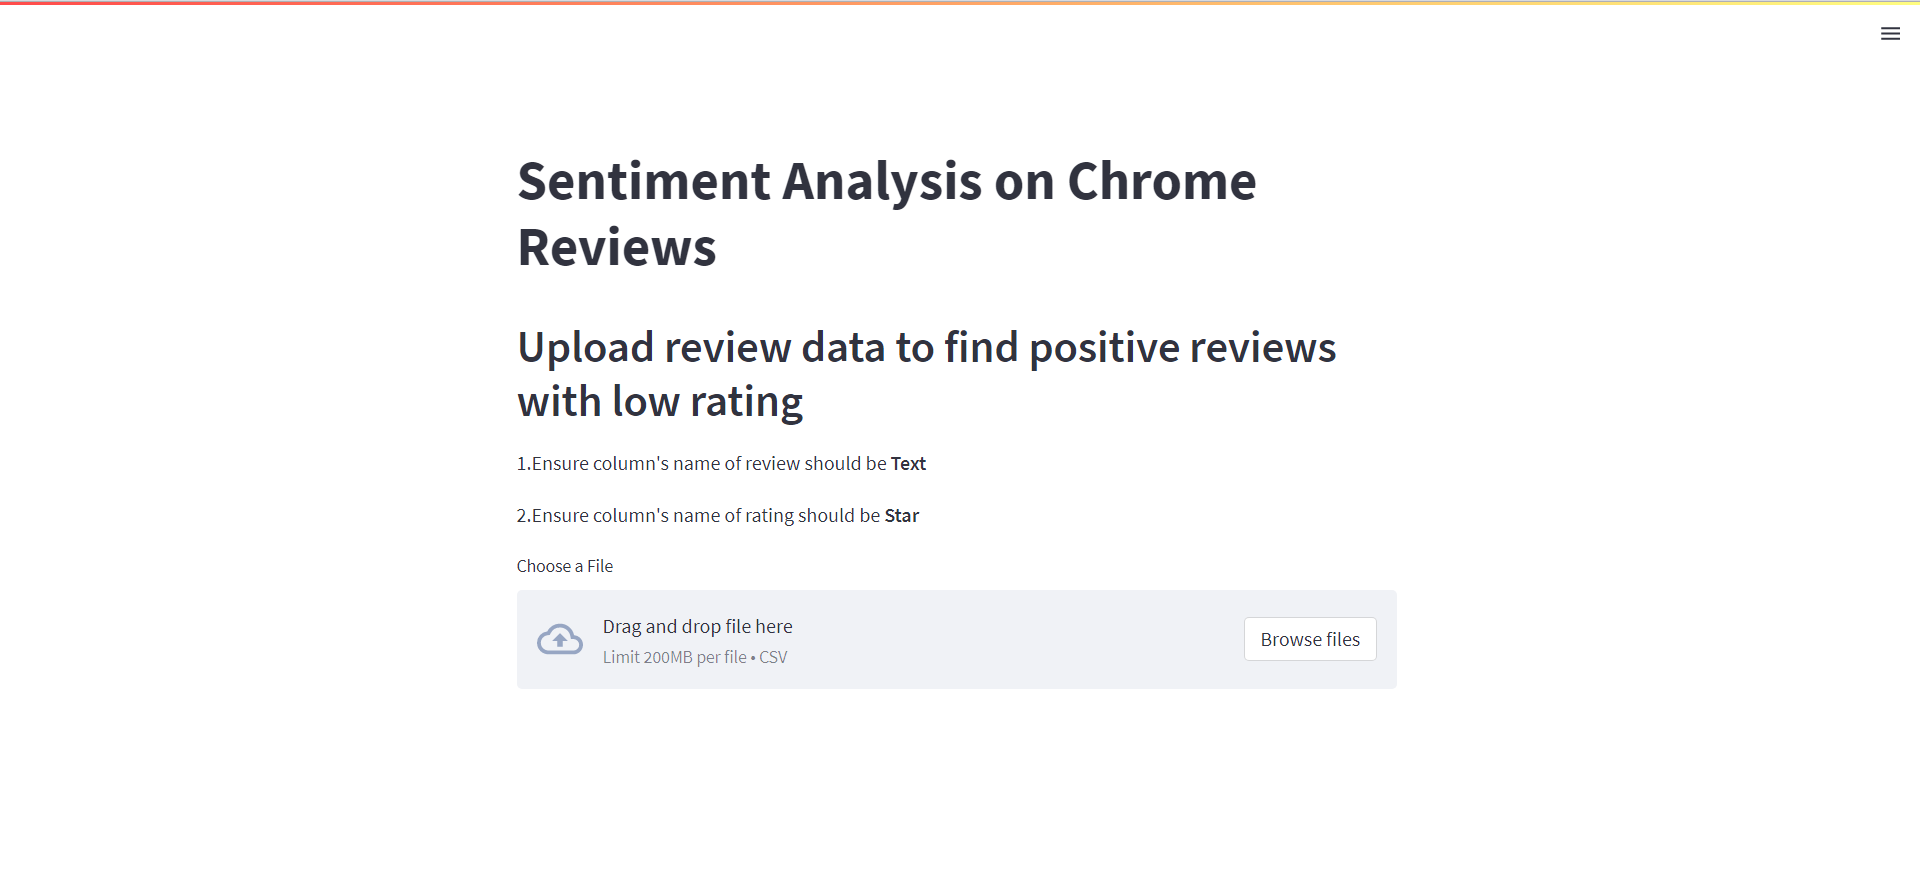 Sentiment Analysis on Chrome
Reviews
Upload review data to find positive reviews
with low rating
1.Ensure column's name of review should be Text
2.Ensure column's name of rating should be Star
Choose a File
Drag and drop file here
Limit 200MB per file • CSV
Browse files